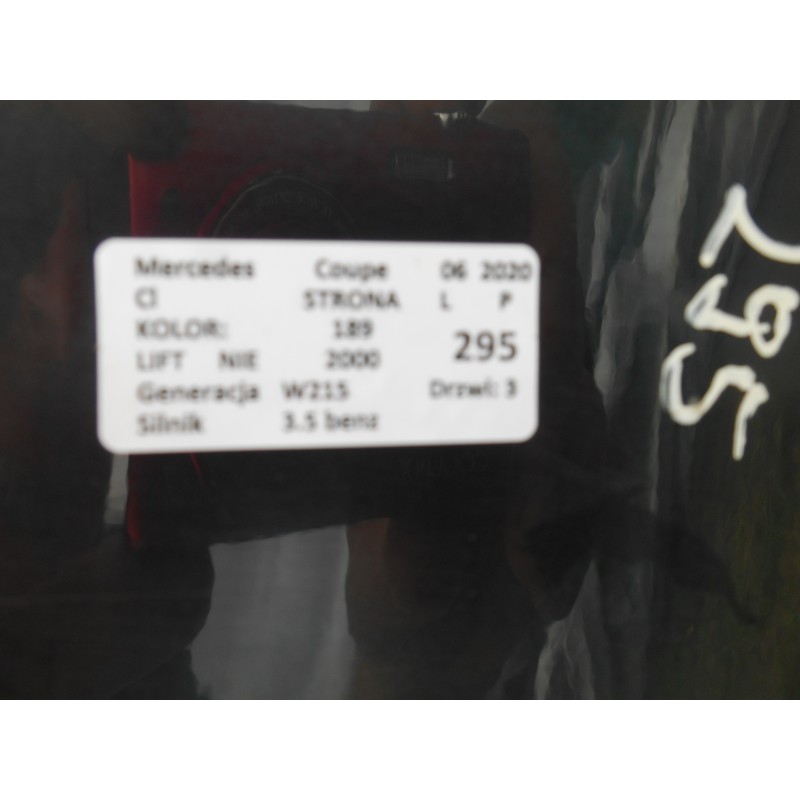 Mercedes Coupe 06 2020
Cl STRONA L P
KOLOR: 189
LIFT NIE 2000 295
Generacja W215 Drzwi: 3
Silnik 3.5 benz
295